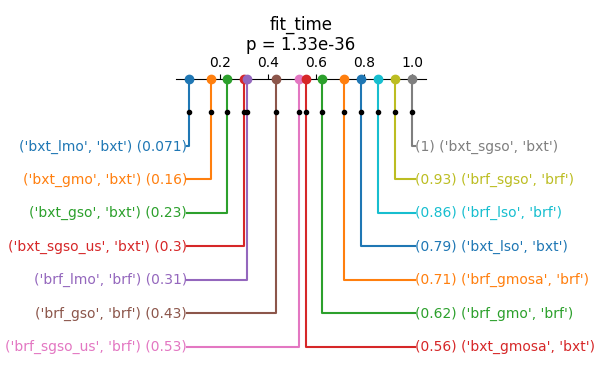 fit_time
p = 1.33e-36
0.2 0.4 0.6 0.8 1.0
('bxt_lmo', 'bxt') (0.071) (1) ('bxt_sgso', 'bxt')
('bxt_gmo', 'bxt') (0.16) (0.93) ('brf_sgso', 'brf')
('bxt_gso', 'bxt') (0.23) (0.86) ('brf_lso', 'brf')
('bxt_sgso_us', 'bxt') (0.3) (0.79) ('bxt_lso', 'bxt')
('brf_lmo', 'brf') (0.31) (0.71) ('brf_gmosa', 'brf')
('brf_gso', 'brf') (0.43) (0.62) ('brf_gmo', 'brf')
('brf_sgso_us', 'brf') (0.53) (0.56) ('bxt_gmosa', 'bxt')